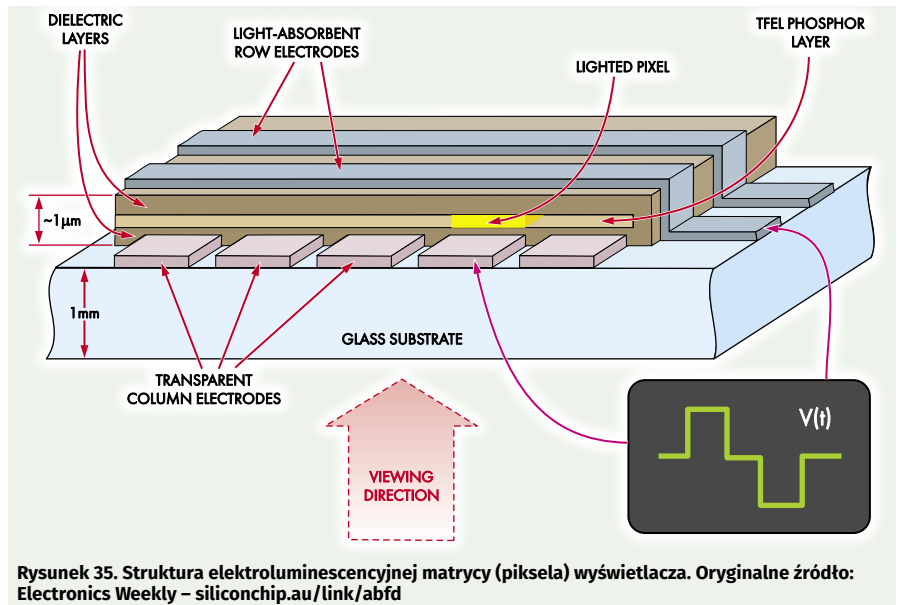 DIELECTRIC
LAYERS
LIGHT-ABSORBENT
ROW ELECTRODES
LIGHTED PIXEL
TFEL PHOSPHOR
LAYER
~1μm
1mm
GLASS SUBSTRATE
TRANSPARENT
COLUMN ELECTRODES
VIEWING
DIRECTION
V(t)
Rysunek 35. Struktura elektroluminescencyjnej matrycy (piksela) wyświetlacza. Oryginalne źródło:
Electronics Weekly – siliconchip.au/link/abfd